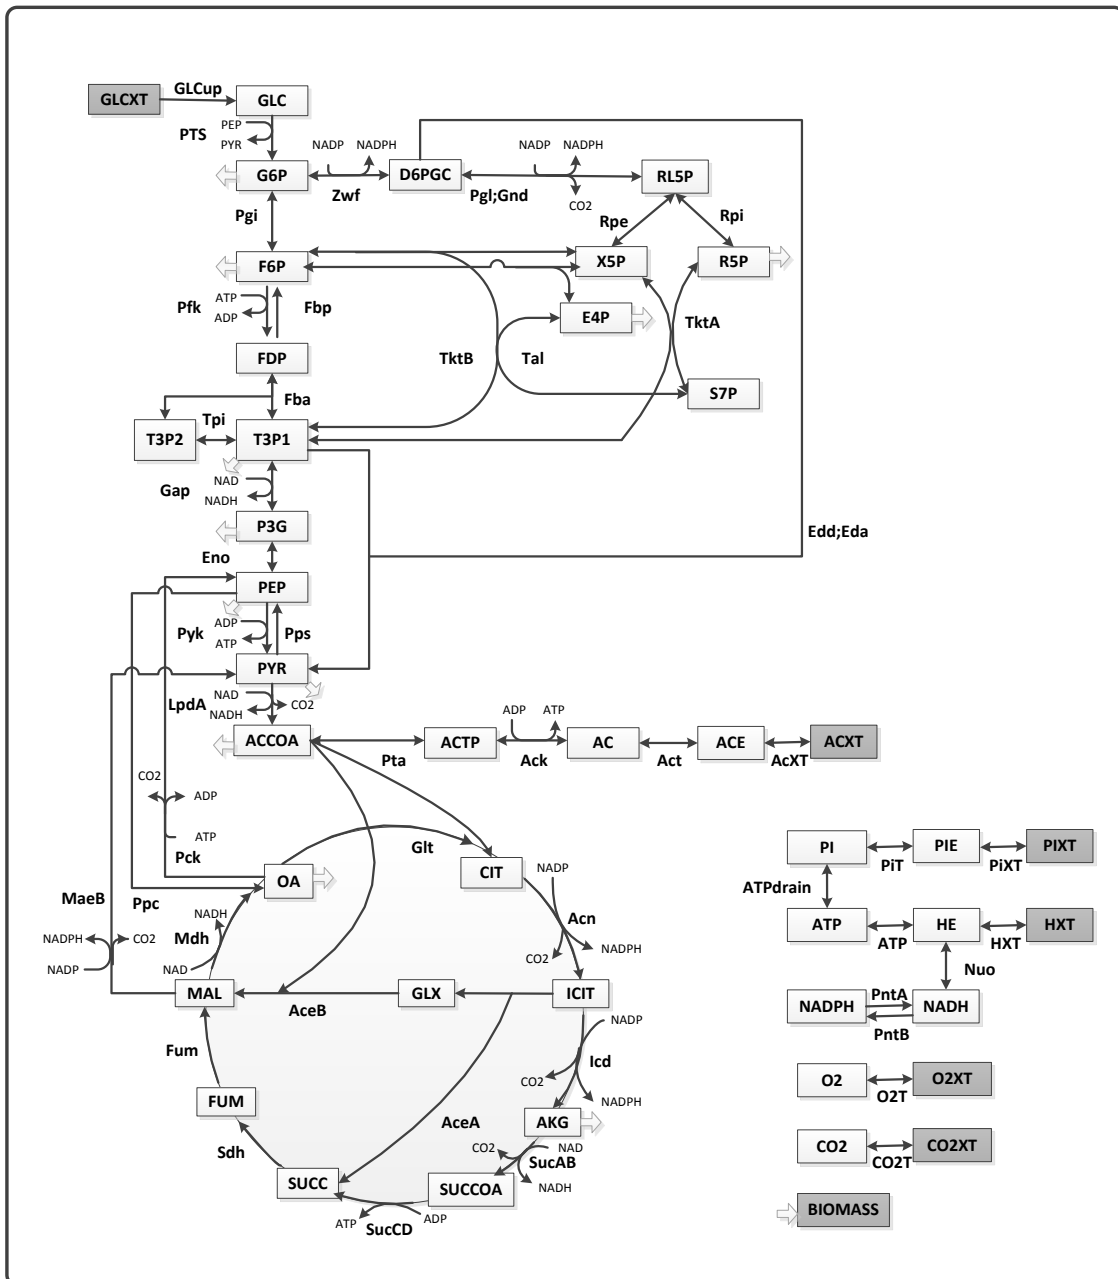 GLCup
GLCXT
GLC
PTS
PEP
PYR
NADP
NADPH
NADP
NADPH
G6P
D6PGC
RL5P
Zwf
Pgl;Gnd
CO2
Pgi
Rpe
Rpi
F6P
X5P
R5P
Pfk
ATP
ADP
Fbp
E4P
TktA
TktB
Tal
FDP
Fba
S7P
Tpi
T3P2
T3P1
Gap
NAD
NADH
P3G
Edd;Eda
Eno
PEP
Pyk
ADP
ATP
Pps
PYR
LpdA
NAD
NADH
CO2
ADP
ATP
ACCOA
ACTP
AC
ACE
ACXT
Pta
Ack
Act
AcXT
CO2
ADP
ATP
Pck
Glt
OA
CIT
NADP
MaeB
Ppc
NADH
Mdh
NAD
Acn
CO2
NADPH
NADPH
CO2
NADP
MAL
GLX
ICIT
AceB
NADP
Fum
Icd
CO2
NADPH
FUM
AceA
AKG
Sdh
CO2
NAD
SucAB
NADH
SUCC
SUCCOA
ATP
SucCD
ADP
PI
PIE
PIXT
PiT
PiXT
ATPdrain
ATP
HE
HXT
ATP
HXT
Nuo
NADPH
PntA
NADH
PntB
O2
O2XT
O2T
CO2
CO2XT
CO2T
BIOMASS